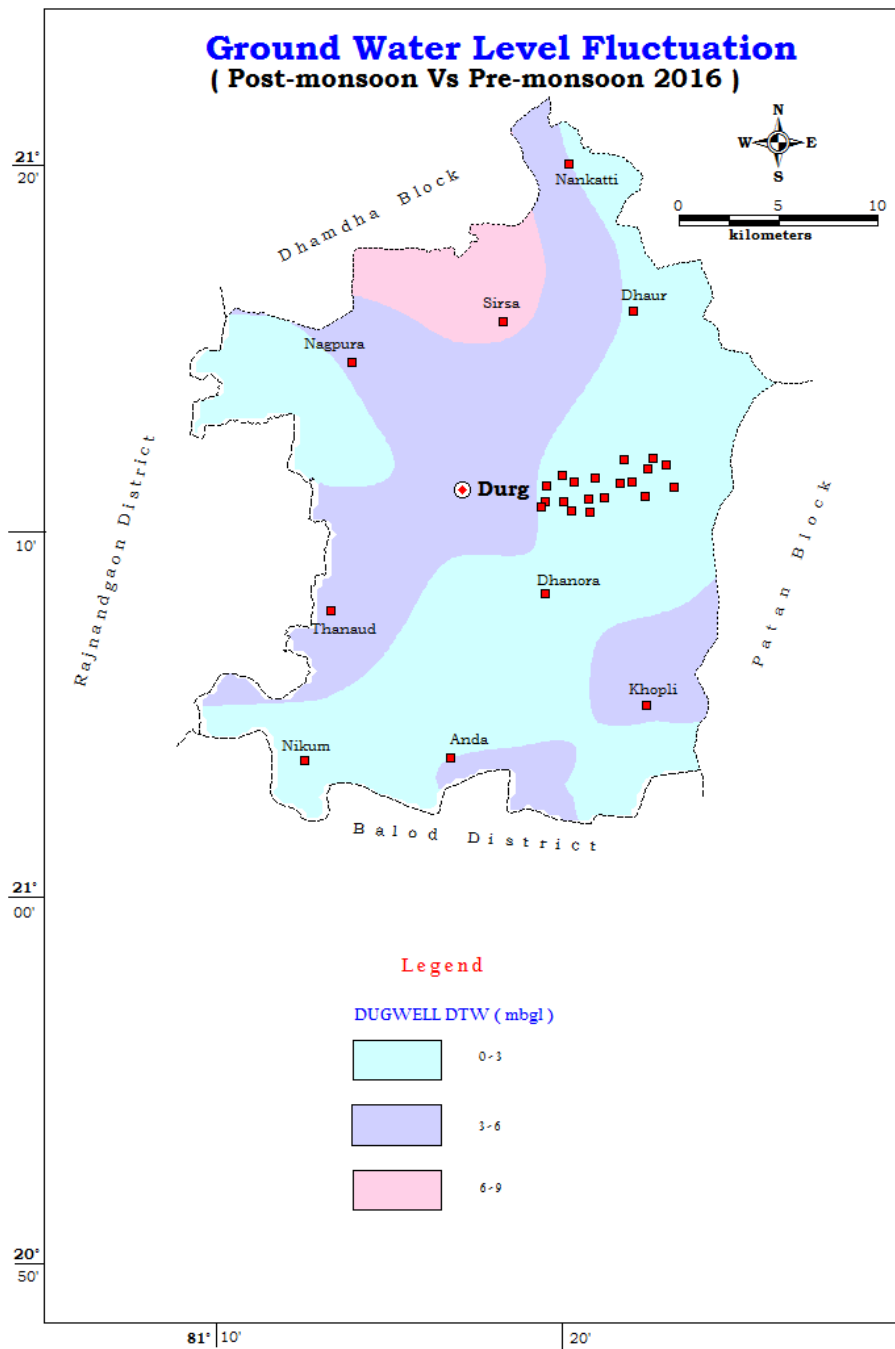 Ground Water Level Fluctuation
( Post-monsoon Vs Pre-monsoon 2016 )
N
W E
S
21°
20'
Nankatti
Dhamdha Block
0 5 10
kilometers
Sirsa
Dhaur
Nagpura
Rajnandgaon District
Durg
10'
Patan Block
Dhanora
Thanaud
Khopli
Nikum
Anda
Balod District
21°
00'
Legend
DUGWELL DTW ( mbgl )
0-3
3-6
6-9
20°
50'
81° 10' 20'